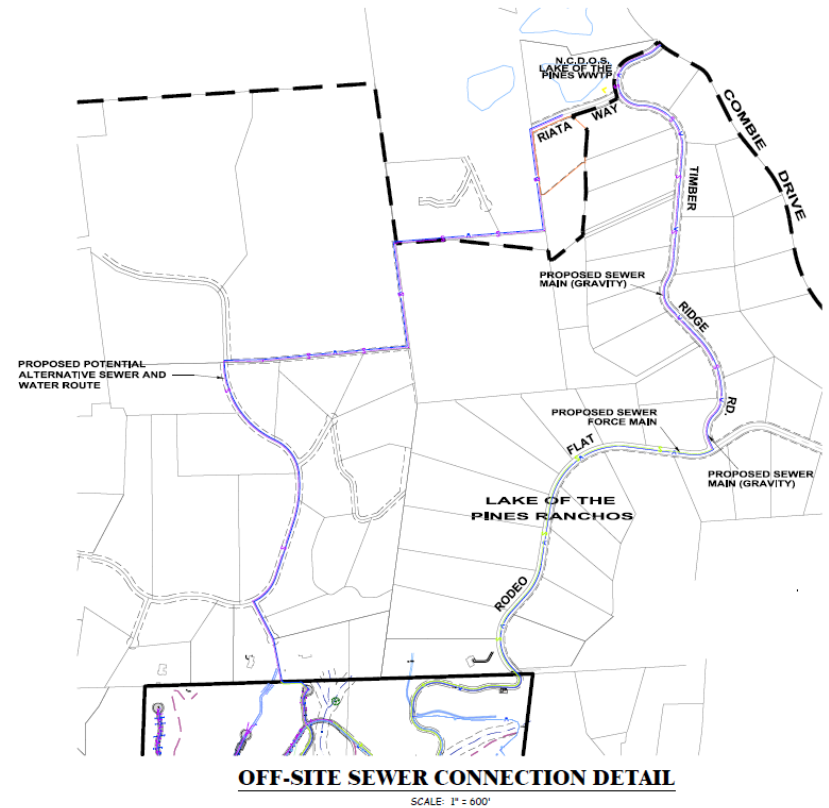 N.C.D.O.S.
LAKE OF THE
PINES WWTP
RIATA WAY
COMBIE DRIVE
TIMBER
PROPOSED SEWER
MAIN (GRAVITY)
RIDGE
RD.
PROPOSED POTENTIAL
ALTERNATIVE SEWER AND
WATER ROUTE
PROPOSED SEWER
FORCE MAIN
FLAT
PROPOSED SEWER
MAIN (GRAVITY)
LAKE OF THE
PINES RANCHOS
RODEO
OFF-SITE SEWER CONNECTION DETAIL
SCALE: 1" = 600'